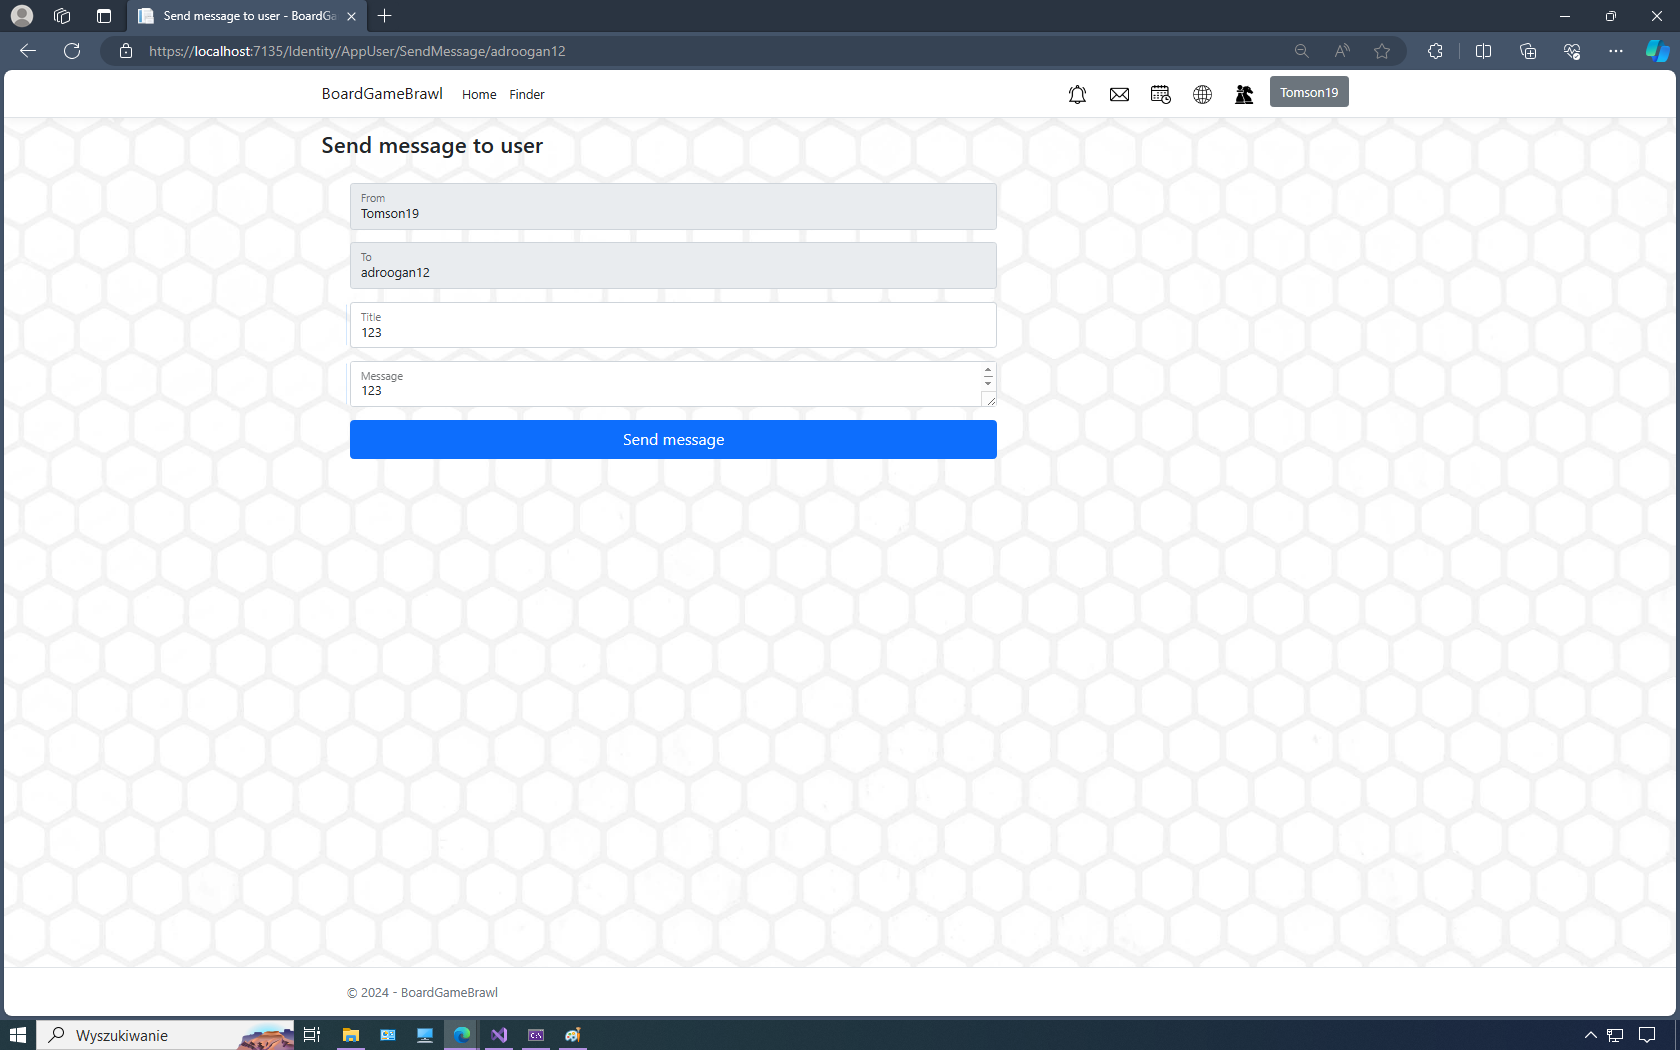 Send message to user - BoardGa
https://localhost:7135/Identity/AppUser/SendMessage/adroogan12
BoardGameBrawl Home Finder Tomson19
Send message to user
From
Tomson19
To
adroogan12
Title
123
Message
123
Send message
© 2024 - BoardGameBrawl
Wyszukiwanie